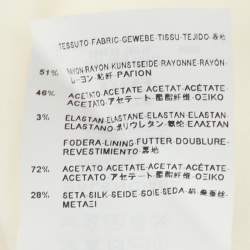 TESSUTO·FABRIC·GEWEBE·TISSU·TEJIDO·表地
51% RAYON·RAYON·KUNSTSEIDE·RAYONNE·RAYON·
レーヨン·粘纤·ΡΑΓΙΟΝ
46% ACETATO·ACETATE·ACETAT·ACÉTATE·
ACETATO·アセテート·醋酯纤维·ΟΞΙΚΟ
3% ELASTAN·ELASTANE·ELASTAN·ELASTAN·
ELASTANO·ポリウレタン·氨纶·ΕΛΑΣΤΑΝ
FODERA·LINING·FUTTER·DOUBLURE·
REVESTIMIENTO·裏地
72% ACETATO·ACETATE·ACETAT·ACÉTATE·
ACETATO·アセテート·醋酯纤维·ΟΞΙΚΟ
28% SETA·SILK·SEIDE·SOIE·SEDA·絹·桑蚕丝·
ΜΕΤΑΞΙ